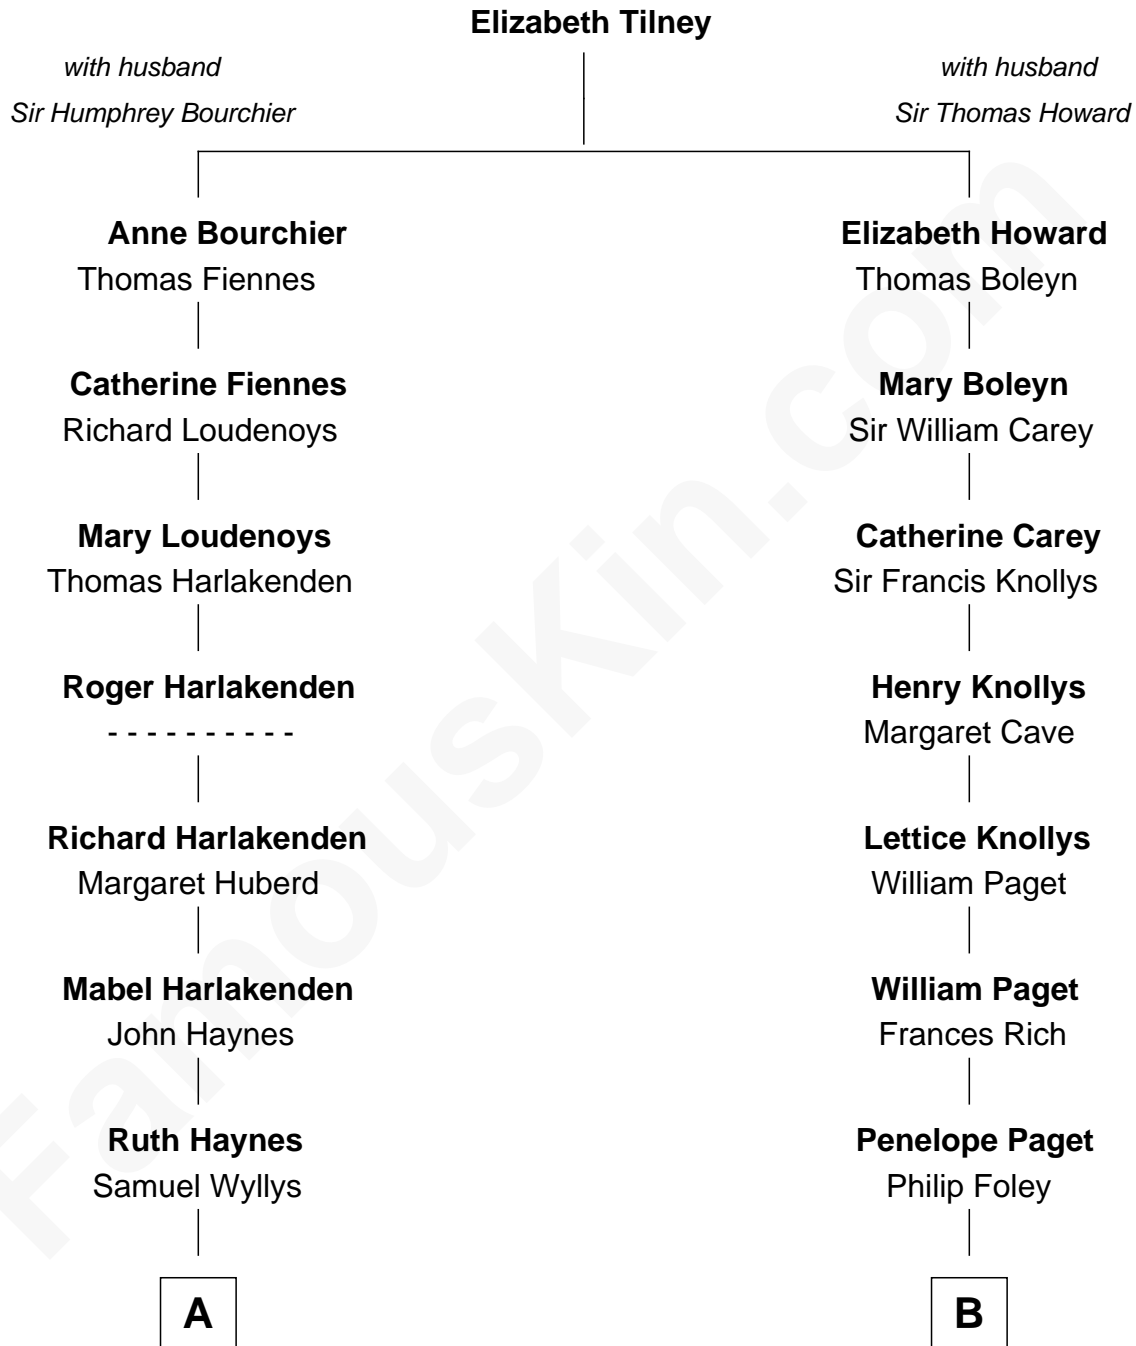 Elizabeth Tilney
with husband
Sir Humphrey Bourchier
with husband
Sir Thomas Howard
Anne Bourchier
Thomas Fiennes
Elizabeth Howard
Thomas Boleyn
Catherine Fiennes
Richard Loudenoys
Mary Boleyn
Sir William Carey
Mary Loudenoys
Thomas Harlakenden
Catherine Carey
Sir Francis Knollys
Roger Harlakenden
- - - - - - - - - -
Henry Knollys
Margaret Cave
Richard Harlakenden
Margaret Huberd
Lettice Knollys
William Paget
Mabel Harlakenden
John Haynes
William Paget
Frances Rich
Ruth Haynes
Samuel Wyllys
Penelope Paget
Philip Foley
A
B
FamousKin.com